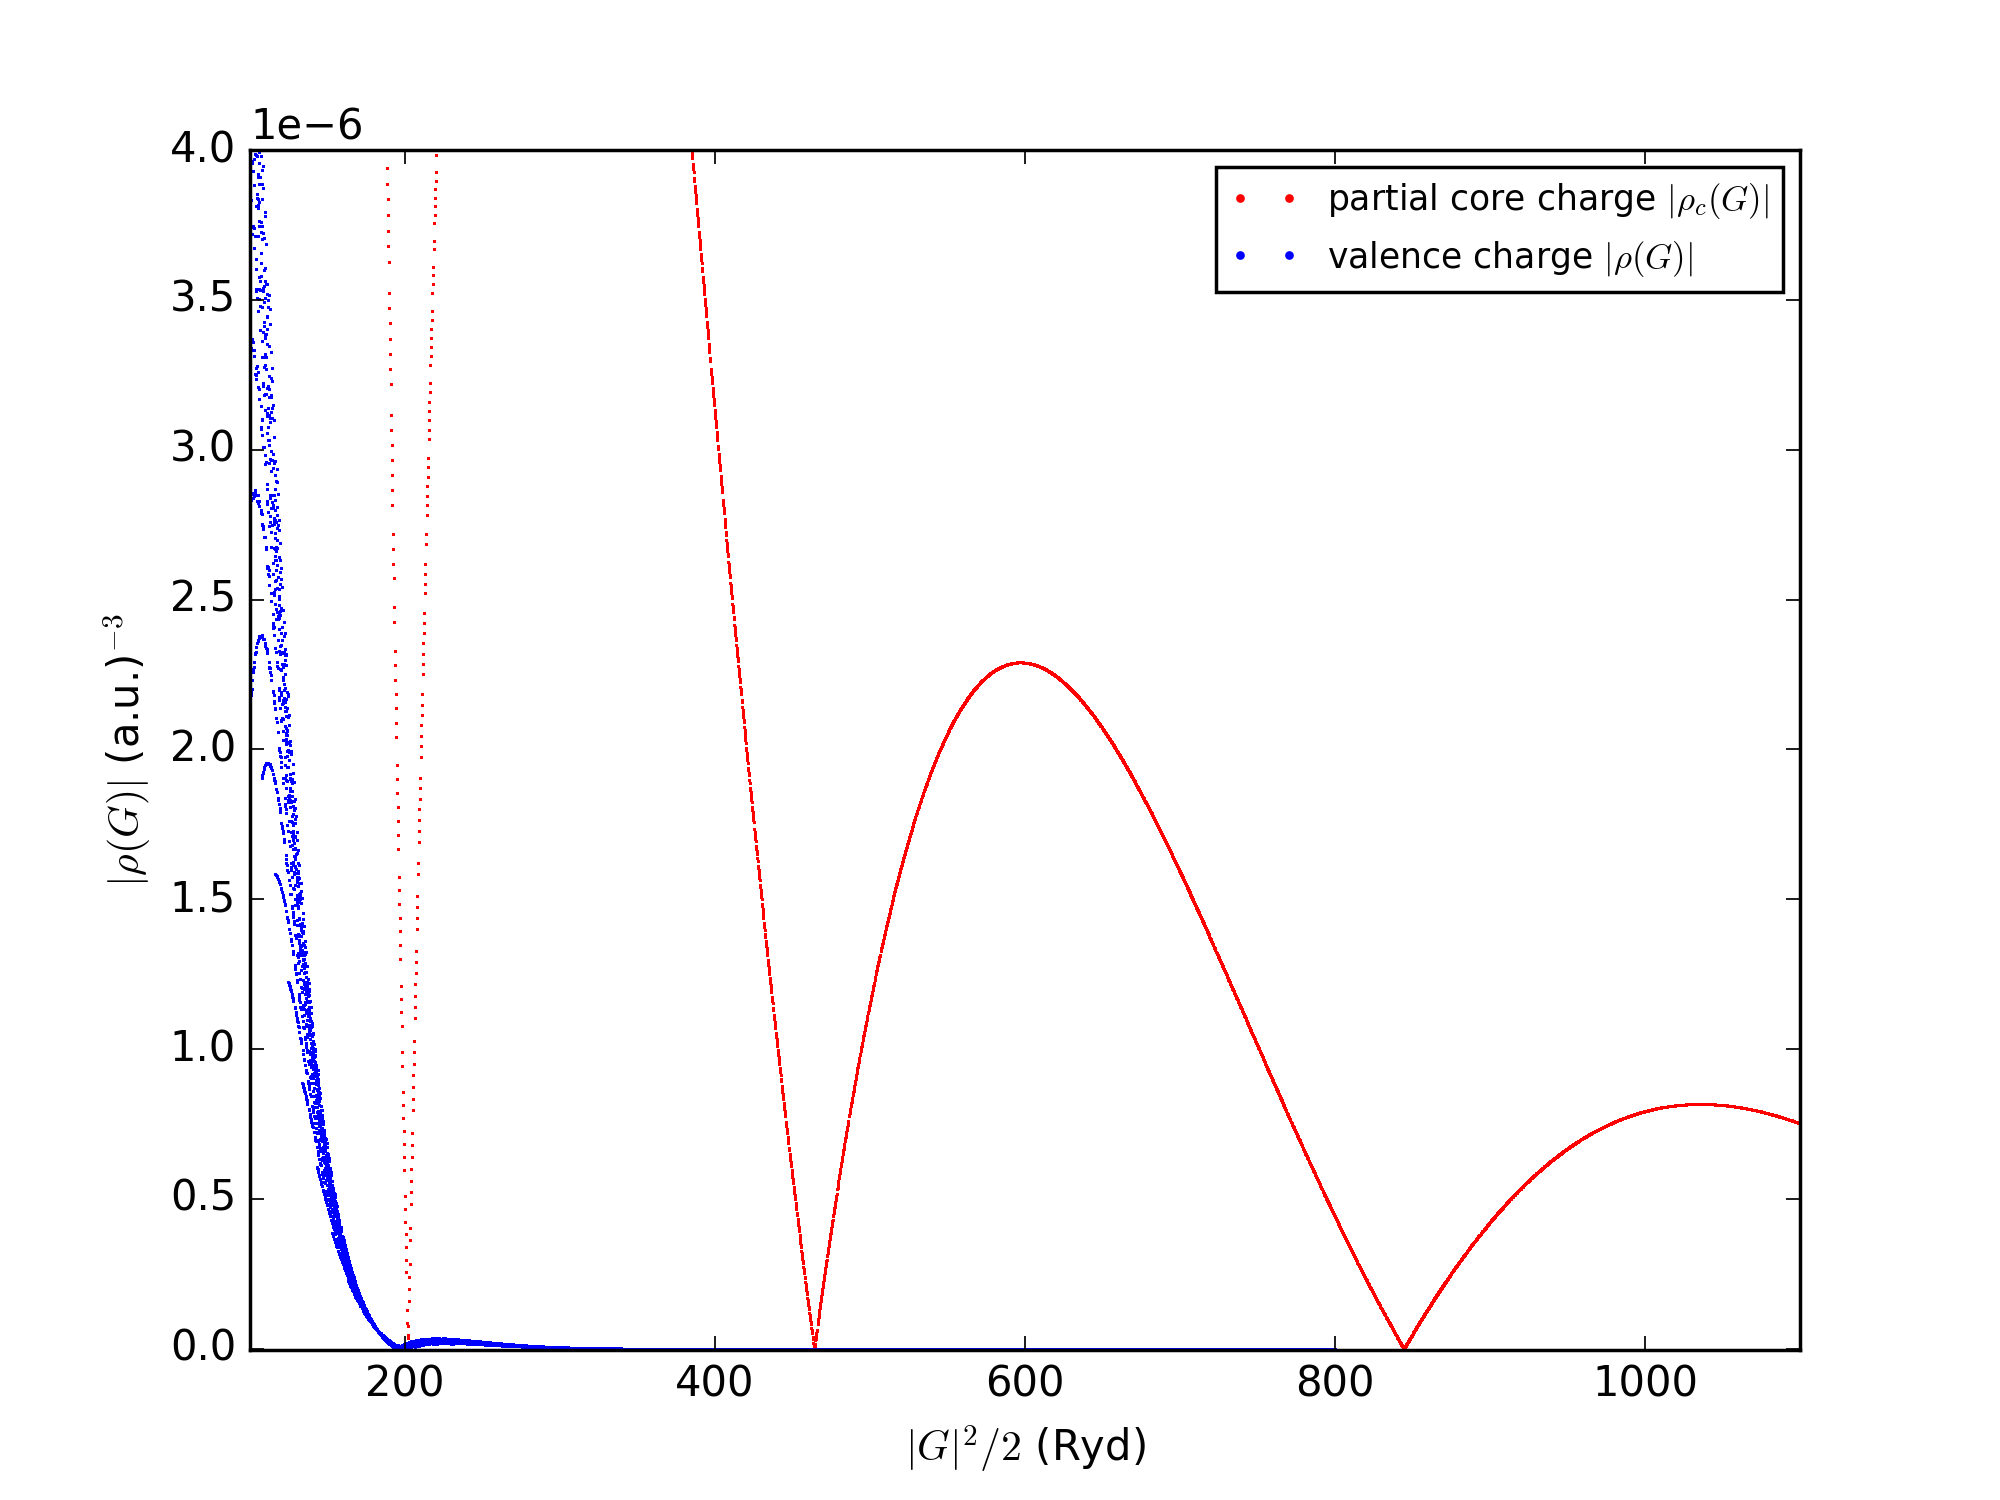 1e−6
4.0
3.5
3.0
2.5
2.0
1.5
1.0
0.5
0.0
200 400 600 800 1000
|G|²/2 (Ryd)
|ρ(G)| (a.u.)⁻³
partial core charge |ρ_c(G)|
valence charge |ρ(G)|